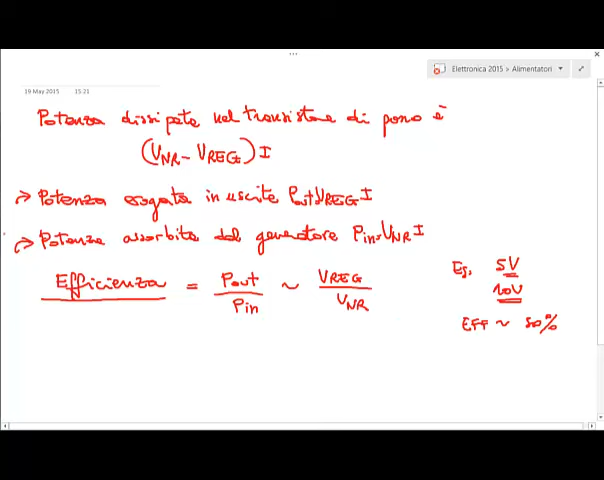 Elettronica 2015 > Alimentatori
19 May 2015 15:21
Potenza dissipata nel transistore di passo è
(VNR - VREG) I
→ Potenza erogata in uscita Pout=VREG I
→ Potenza assorbita dal generatore Pin=VNR I
Efficienza = Pout/Pin ~ VREG/VNR
Es. 5V
10V
EFF ~ 50%